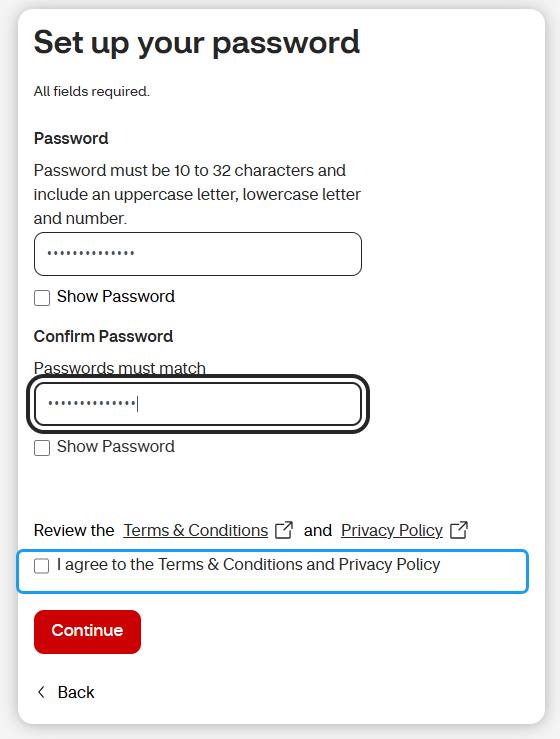 Set up your password
All fields required.
Password
Password must be 10 to 32 characters and
include an uppercase letter, lowercase letter
and number.
••••••••••••••
Show Password
Confirm Password
Passwords must match
••••••••••••••
Show Password
Review the Terms & Conditions and Privacy Policy
I agree to the Terms & Conditions and Privacy Policy
Continue
Back